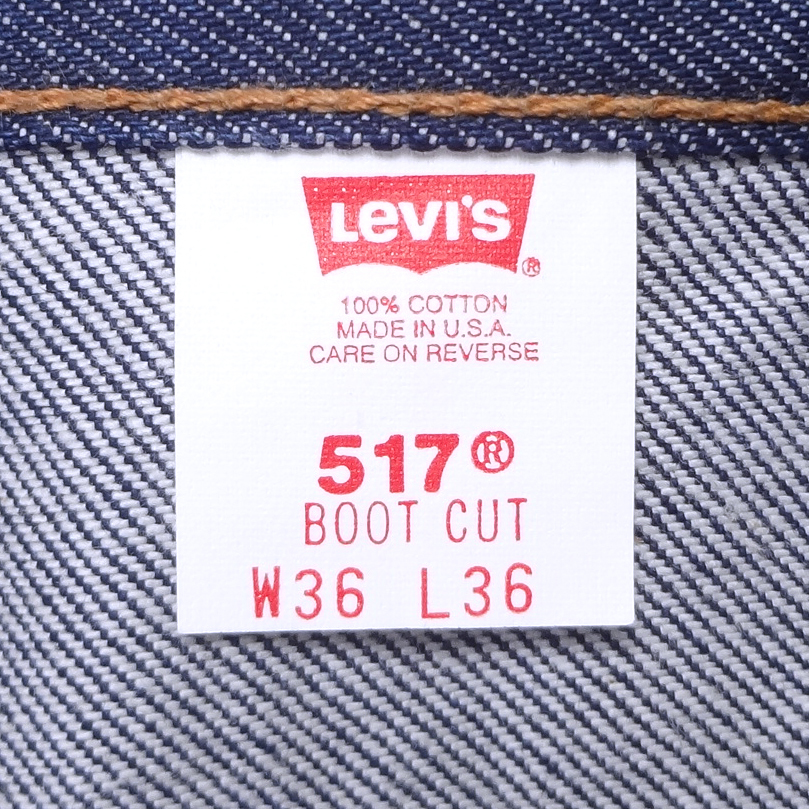 LEVI'S®
100% COTTON
MADE IN U.S.A.
CARE ON REVERSE
517®
BOOT CUT
W36 L36